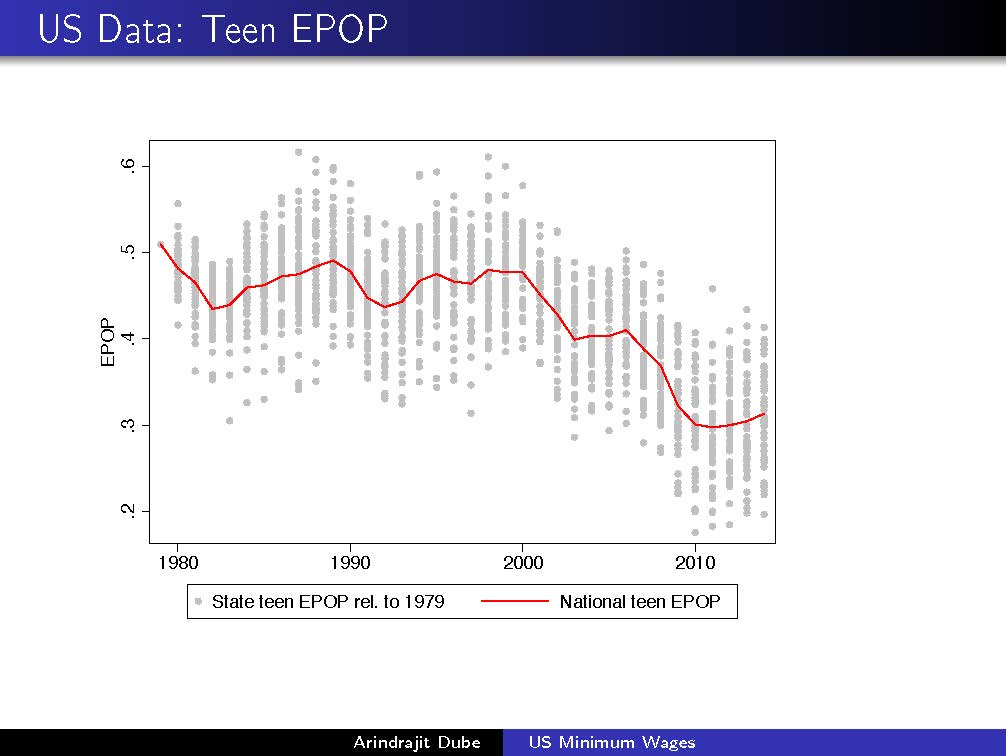 US Data: Teen EPOP
.6
.5
.4
.3
.2
EPOP
1980 1990 2000 2010
State teen EPOP rel. to 1979 National teen EPOP
Arindrajit Dube US Minimum Wages